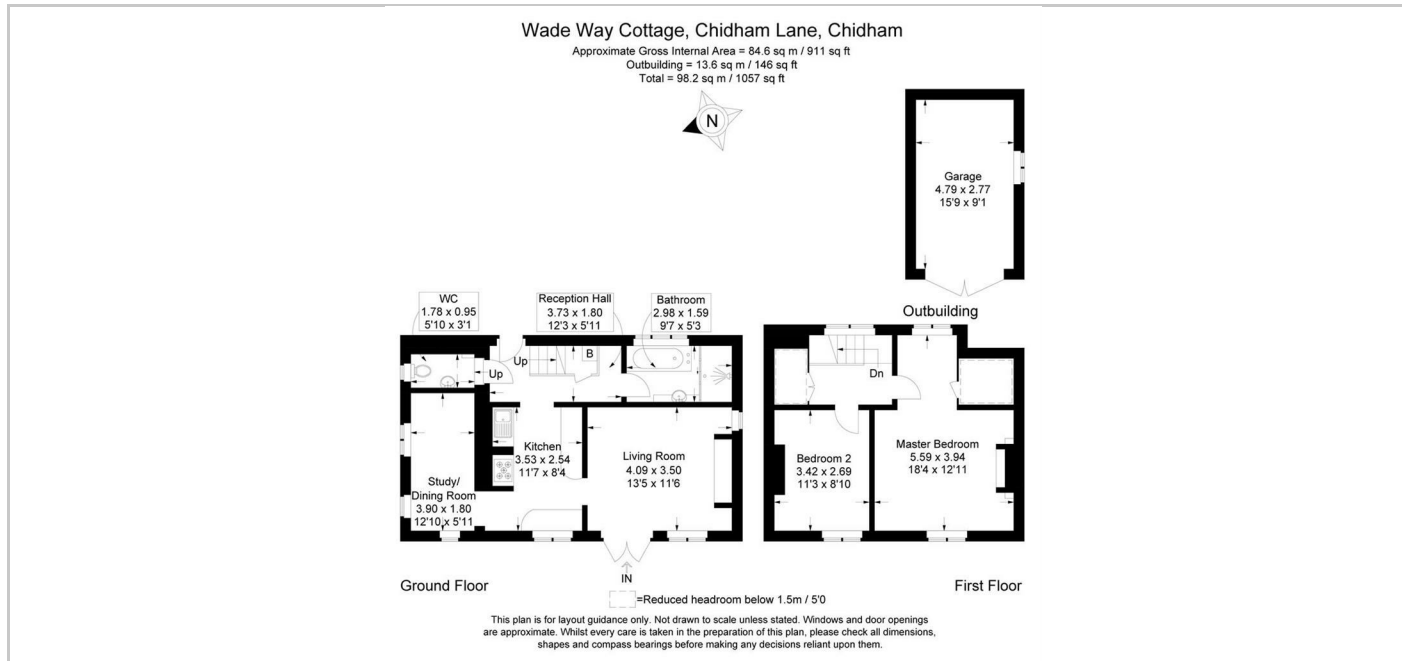 Wade Way Cottage, Chidham Lane, Chidham
Approximate Gross Internal Area = 84.6 sq m / 911 sq ft
Outbuilding = 13.6 sq m / 146 sq ft
Total = 98.2 sq m / 1057 sq ft
N
Garage
4.79 x 2.77
15'9 x 9'1
Outbuilding
WC
1.78 x 0.95
5'10 x 3'1
Reception Hall
3.73 x 1.80
12'3 x 5'11
Bathroom
2.98 x 1.59
9'7 x 5'3
Up
Up
B
Kitchen
3.53 x 2.54
11'7 x 8'4
Living Room
4.09 x 3.50
13'5 x 11'6
Study/
Dining Room
3.90 x 1.80
12'10 x 5'11
IN
Ground Floor
Dn
Bedroom 2
3.42 x 2.69
11'3 x 8'10
Master Bedroom
5.59 x 3.94
18'4 x 12'11
First Floor
=Reduced headroom below 1.5m / 5'0
This plan is for layout guidance only. Not drawn to scale unless stated. Windows and door openings
are approximate. Whilst every care is taken in the preparation of this plan, please check all dimensions,
shapes and compass bearings before making any decisions reliant upon them.